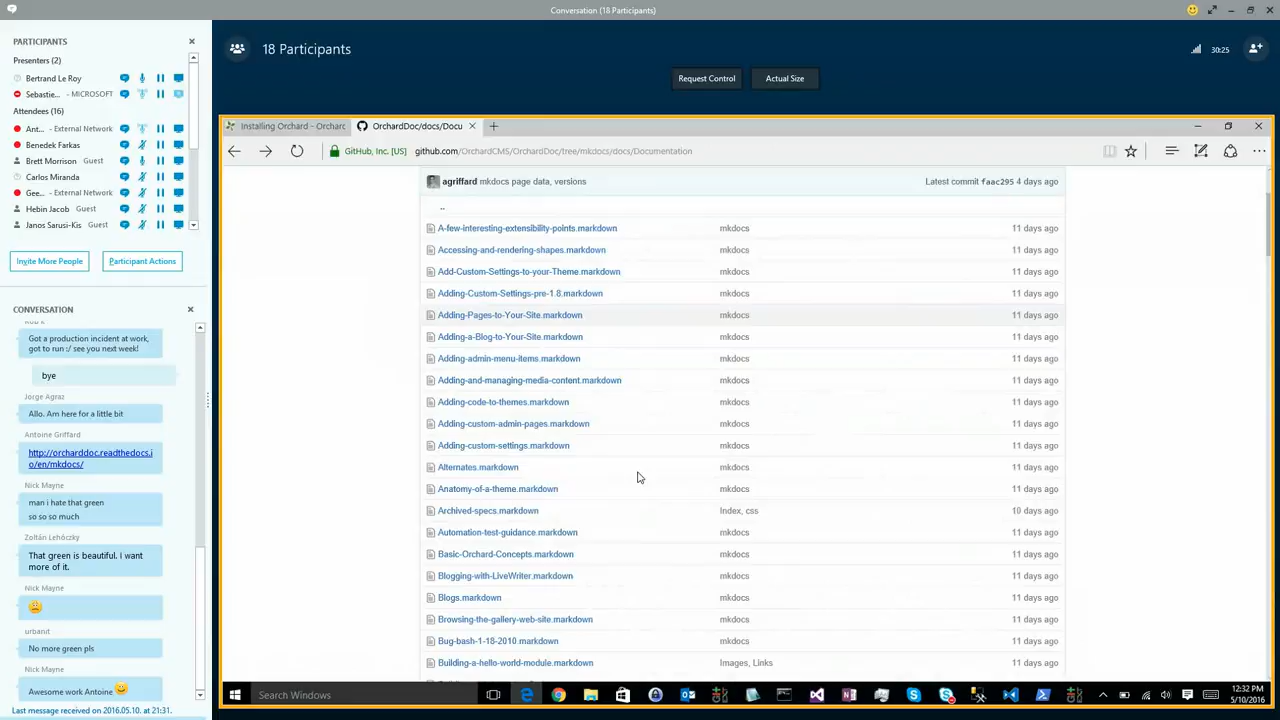 Conversation (18 Participants)
PARTICIPANTS
Presenters (2)
Bertrand Le Roy
Sebastie... - MICROSOFT
Attendees (16)
Ant... - External Network
Benedek Farkas
Brett Morrison Guest
Carlos Miranda
Gee... - External Network
Hebin Jacob Guest
Janos Sarusi-Kis Guest
Invite More People
Participant Actions
CONVERSATION
Got a production incident at work,
got to run :/ see you next week!
bye
Jorge Agraz
Allo. Am here for a little bit
Antoine Griffard
http://orcharddoc.readthedocs.i
o/en/mkdocs/
Nick Mayne
man i hate that green
so so so much
Zoltán Lehóczky
That green is beautiful. I want
more of it.
Nick Mayne
urbanit
No more green pls
Nick Mayne
Awesome work Antoine
Last message received on 2016.05.10. at 21:31.
18 Participants
30:25
Request Control
Actual Size
Installing Orchard - Orchard
OrchardDoc/docs/Docu
GitHub, Inc. [US]
github.com/OrchardCMS/OrchardDoc/tree/mkdocs/docs/Documentation
agriffard mkdocs page data, versions
Latest commit faac295 4 days ago
..
A-few-interesting-extensibility-points.markdown mkdocs 11 days ago
Accessing-and-rendering-shapes.markdown mkdocs 11 days ago
Add-Custom-Settings-to-your-Theme.markdown mkdocs 11 days ago
Adding-Custom-Settings-pre-1.8.markdown mkdocs 11 days ago
Adding-Pages-to-Your-Site.markdown mkdocs 11 days ago
Adding-a-Blog-to-Your-Site.markdown mkdocs 11 days ago
Adding-admin-menu-items.markdown mkdocs 11 days ago
Adding-and-managing-media-content.markdown mkdocs 11 days ago
Adding-code-to-themes.markdown mkdocs 11 days ago
Adding-custom-admin-pages.markdown mkdocs 11 days ago
Adding-custom-settings.markdown mkdocs 11 days ago
Alternates.markdown mkdocs 11 days ago
Anatomy-of-a-theme.markdown mkdocs 11 days ago
Archived-specs.markdown Index, css 10 days ago
Automation-test-guidance.markdown mkdocs 11 days ago
Basic-Orchard-Concepts.markdown mkdocs 11 days ago
Blogging-with-LiveWriter.markdown mkdocs 11 days ago
Blogs.markdown mkdocs 11 days ago
Browsing-the-gallery-web-site.markdown mkdocs 11 days ago
Bug-bash-1-18-2010.markdown mkdocs 11 days ago
Building-a-hello-world-module.markdown Images, Links 11 days ago
Search Windows
12:32 PM
5/10/2016